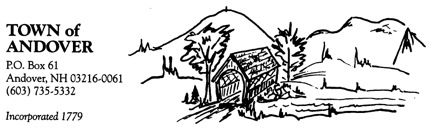 TOWN of
ANDOVER
P.O. Box 61
Andover, NH 03216-0061
(603) 735-5332
Incorporated 1779